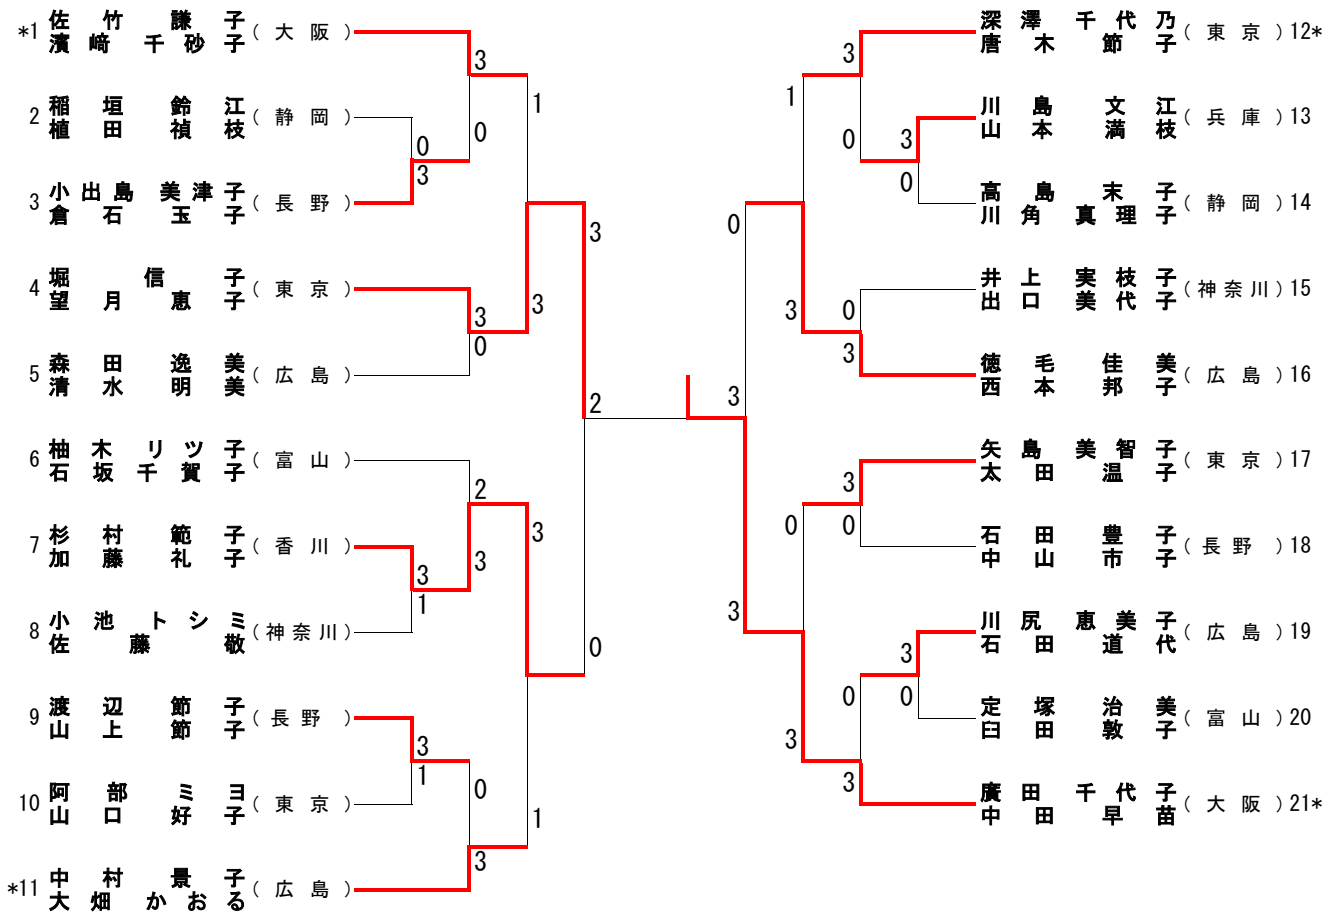 佐竹謙子
*1 (大阪)
濱﨑千砂子
稲垣鈴江
2 (静岡)
植田禎枝
小出島美津子
3 (長野)
倉石玉子
堀信子
4 (東京)
望月恵子
森田逸美
5 (広島)
清水明美
柚木リツ子
6 (富山)
石坂千賀子
杉村範子
7 (香川)
加藤礼子
小池トシミ
8 (神奈川)
佐藤敬
渡辺節子
9 (長野)
山上節子
阿部ミヨ
10 (東京)
山口好子
中村景子
*11 (広島)
大畑かおる
3
0
0
3
1
3
0
3
3
2
3
3
1
3
3
1
0
3
1
0
2
3
3
0
3
0
1
0
3
3
0
3
0
3
0
0
3
0
3
3
深澤千代乃
(東京) 12*
唐木節子
川島文江
(兵庫) 13
山本満枝
高島末子
(静岡) 14
川角真理子
井上実枝子
(神奈川) 15
出口美代子
徳毛佳美
(広島) 16
西本邦子
矢島美智子
(東京) 17
太田温子
石田豊子
(長野) 18
中山市子
川尻恵美子
(広島) 19
石田道代
定塚治美
(富山) 20
臼田敦子
廣田千代子
(大阪) 21*
中田早苗